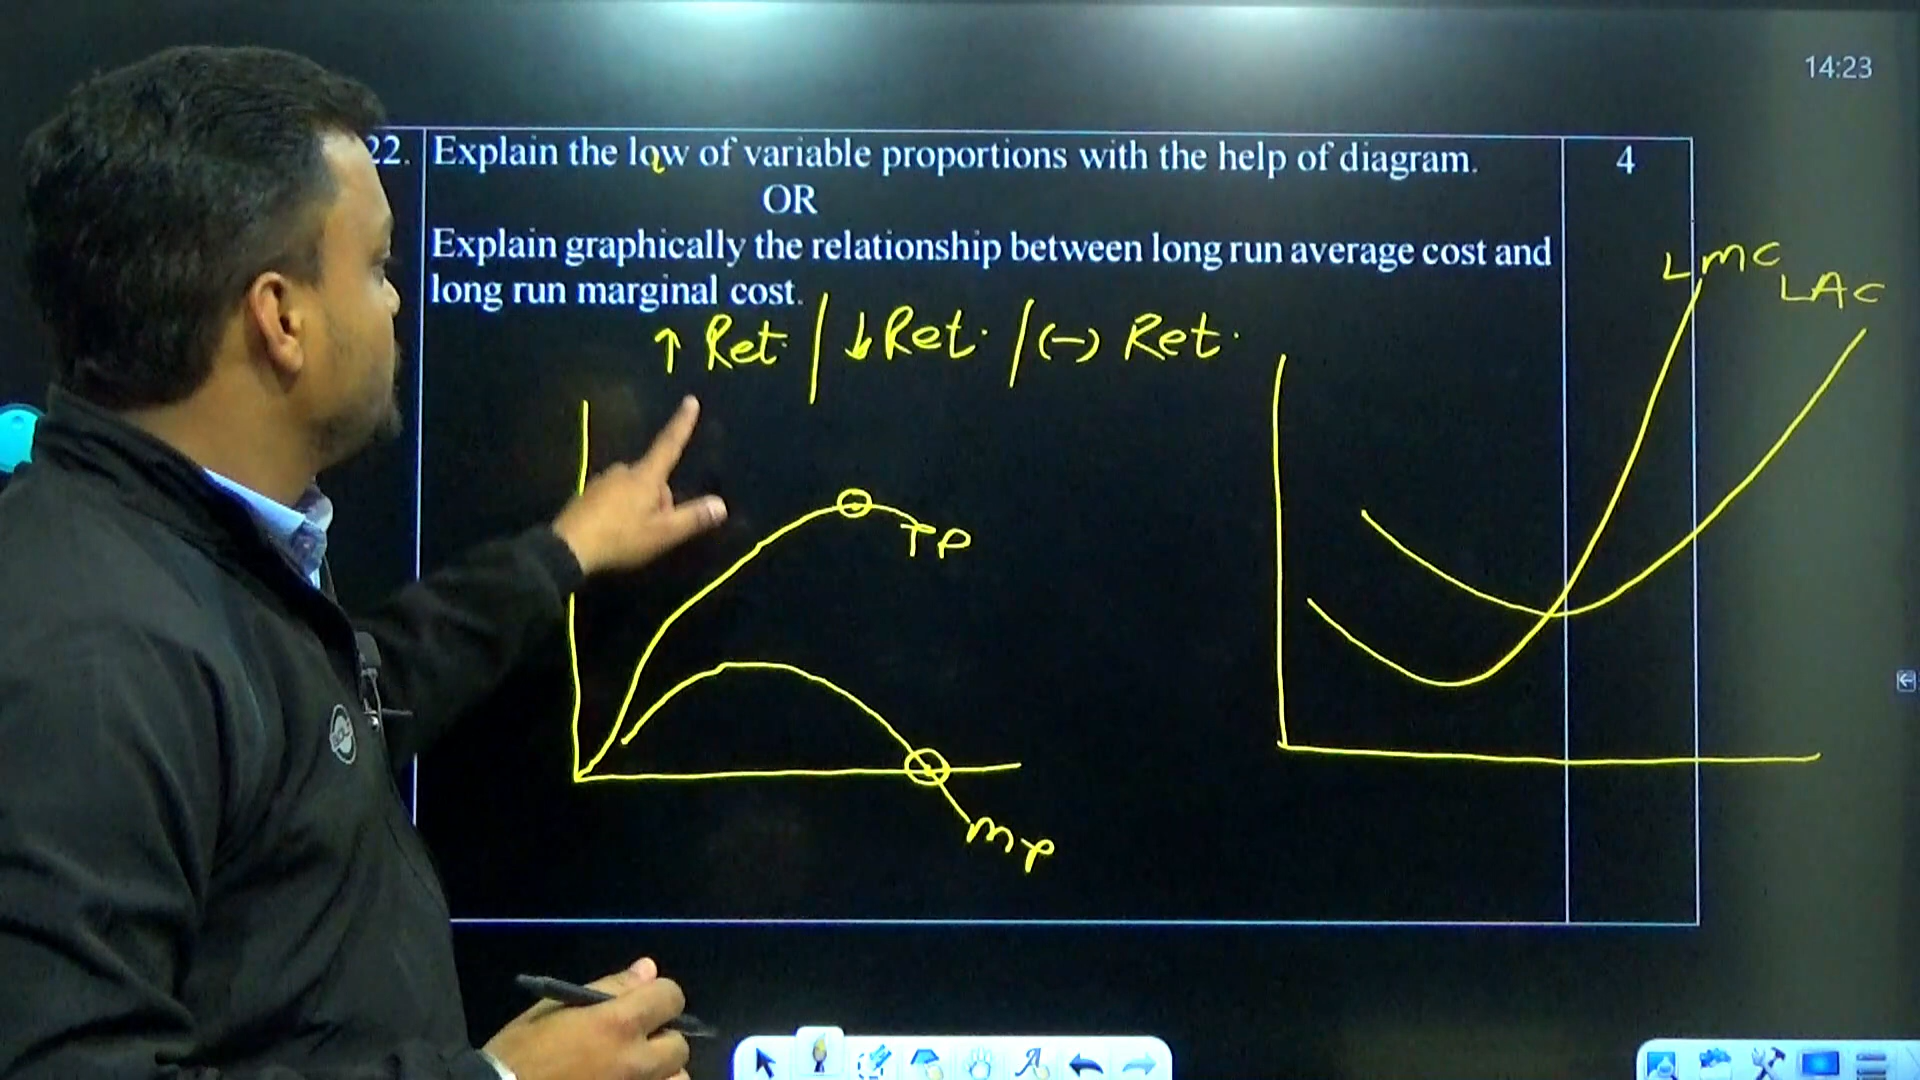 14:23
22. Explain the law of variable proportions with the help of diagram. 4
OR
Explain graphically the relationship between long run average cost and
long run marginal cost.
↑ Ret. / ↓ Ret. / (-) Ret.
LMC
LAC
TP
MP